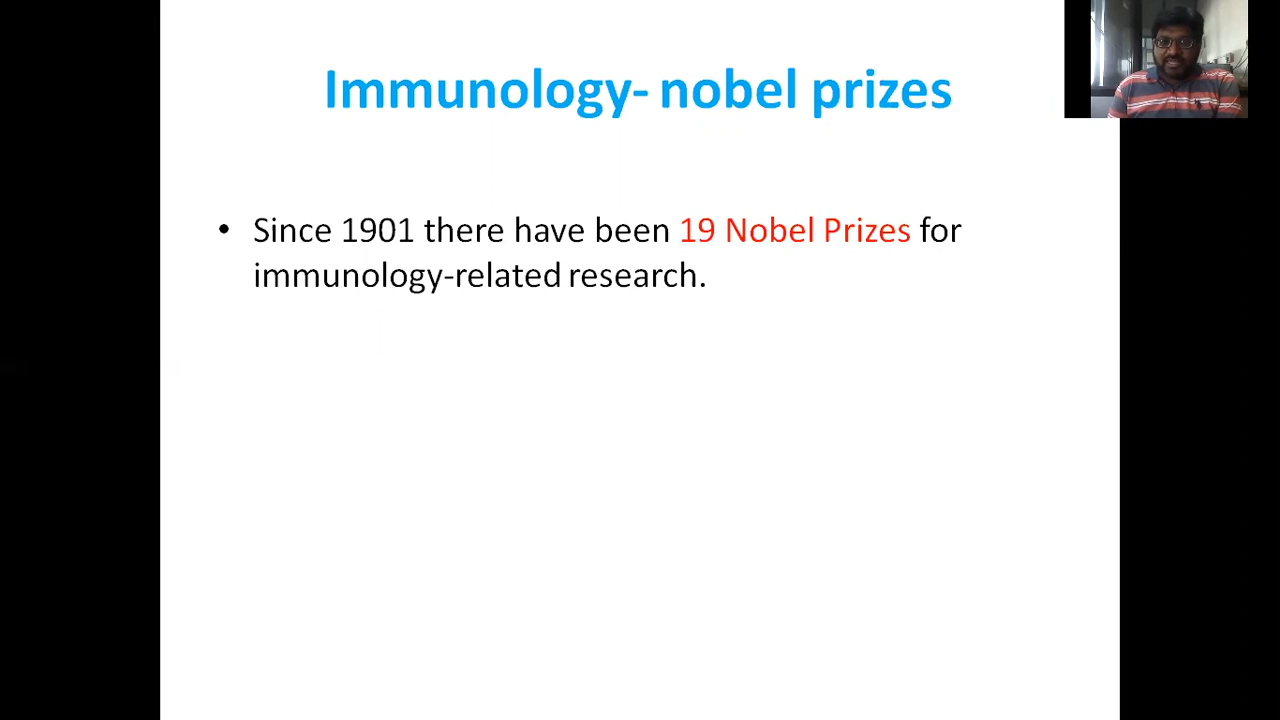 Immunology- nobel prizes
• Since 1901 there have been 19 Nobel Prizes for
immunology-related research.